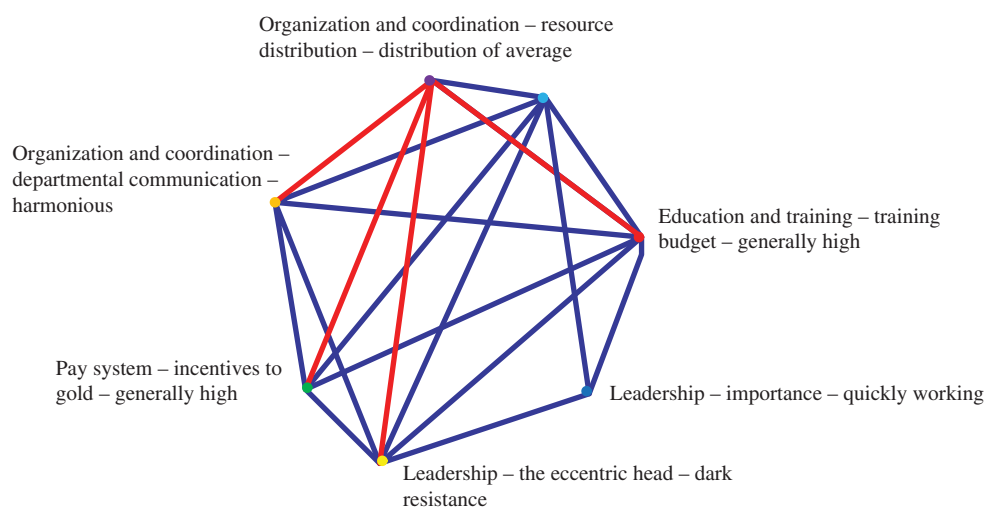 Organization and coordination – resource
distribution – distribution of average
Organization and coordination –
departmental communication –
harmonious
Education and training – training
budget – generally high
Pay system – incentives to
gold – generally high
Leadership – importance – quickly working
Leadership – the eccentric head – dark
resistance